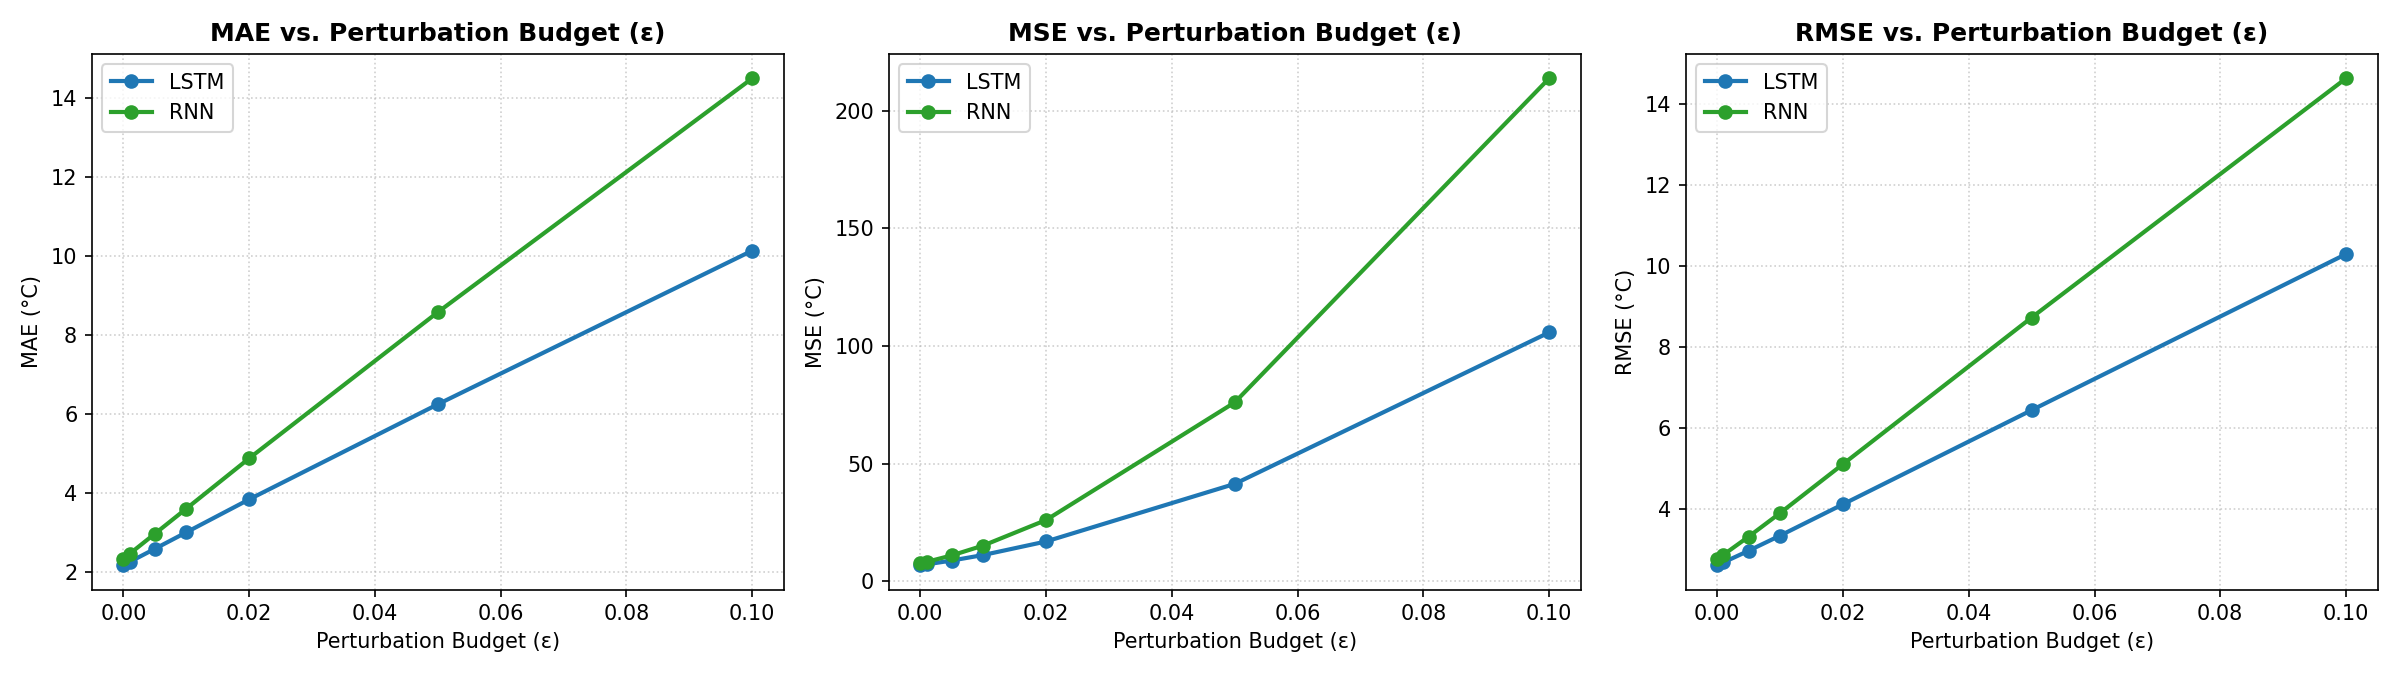 MAE vs. Perturbation Budget (ε)
LSTM
RNN
MAE (°C)
14
12
10
8
6
4
2
0.00 0.02 0.04 0.06 0.08 0.10
Perturbation Budget (ε)
MSE vs. Perturbation Budget (ε)
LSTM
RNN
MSE (°C)
200
150
100
50
0
0.00 0.02 0.04 0.06 0.08 0.10
Perturbation Budget (ε)
RMSE vs. Perturbation Budget (ε)
LSTM
RNN
RMSE (°C)
14
12
10
8
6
4
0.00 0.02 0.04 0.06 0.08 0.10
Perturbation Budget (ε)